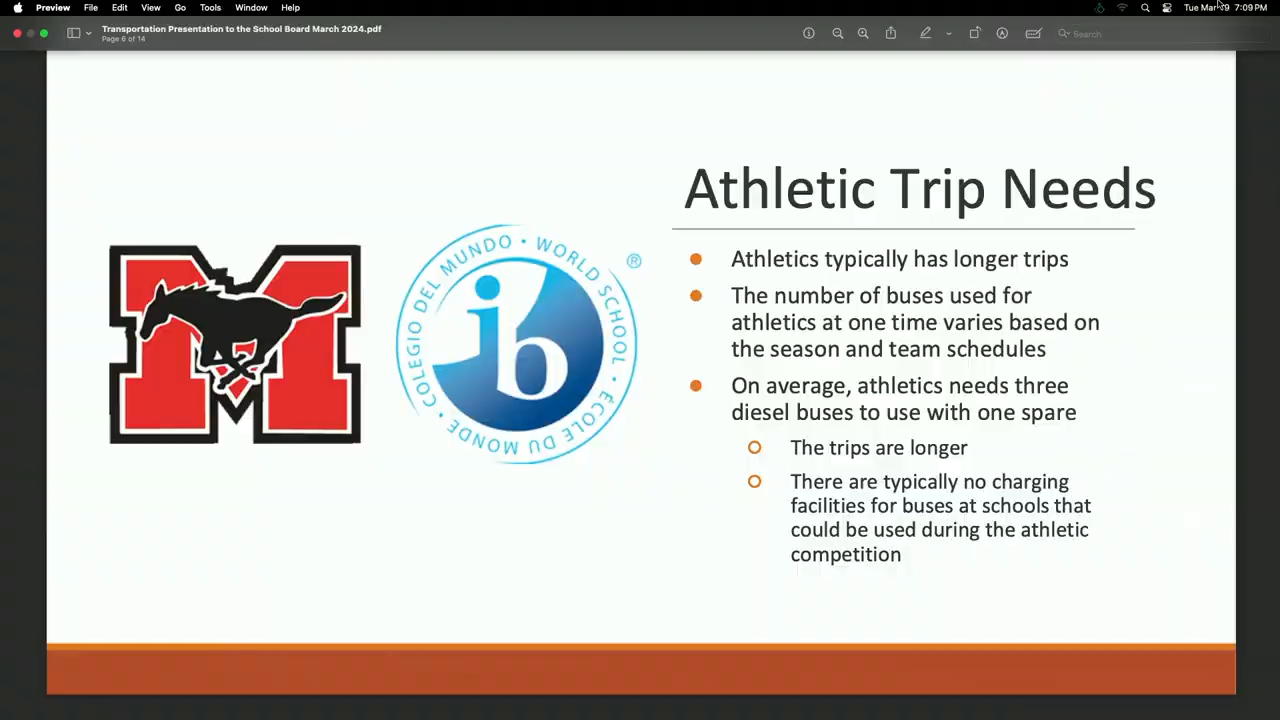 Preview File Edit View Go Tools Window Help
Tue Mar 19 7:09 PM
Transportation Presentation to the School Board March 2024.pdf
Page 6 of 14
Search
Athletic Trip Needs
Athletics typically has longer trips
The number of buses used for
athletics at one time varies based on
the season and team schedules
On average, athletics needs three
diesel buses to use with one spare
The trips are longer
There are typically no charging
facilities for buses at schools that
could be used during the athletic
competition
M
COLEGIO DEL MUNDO • WORLD SCHOOL • ÉCOLE DU MONDE •
®
ib